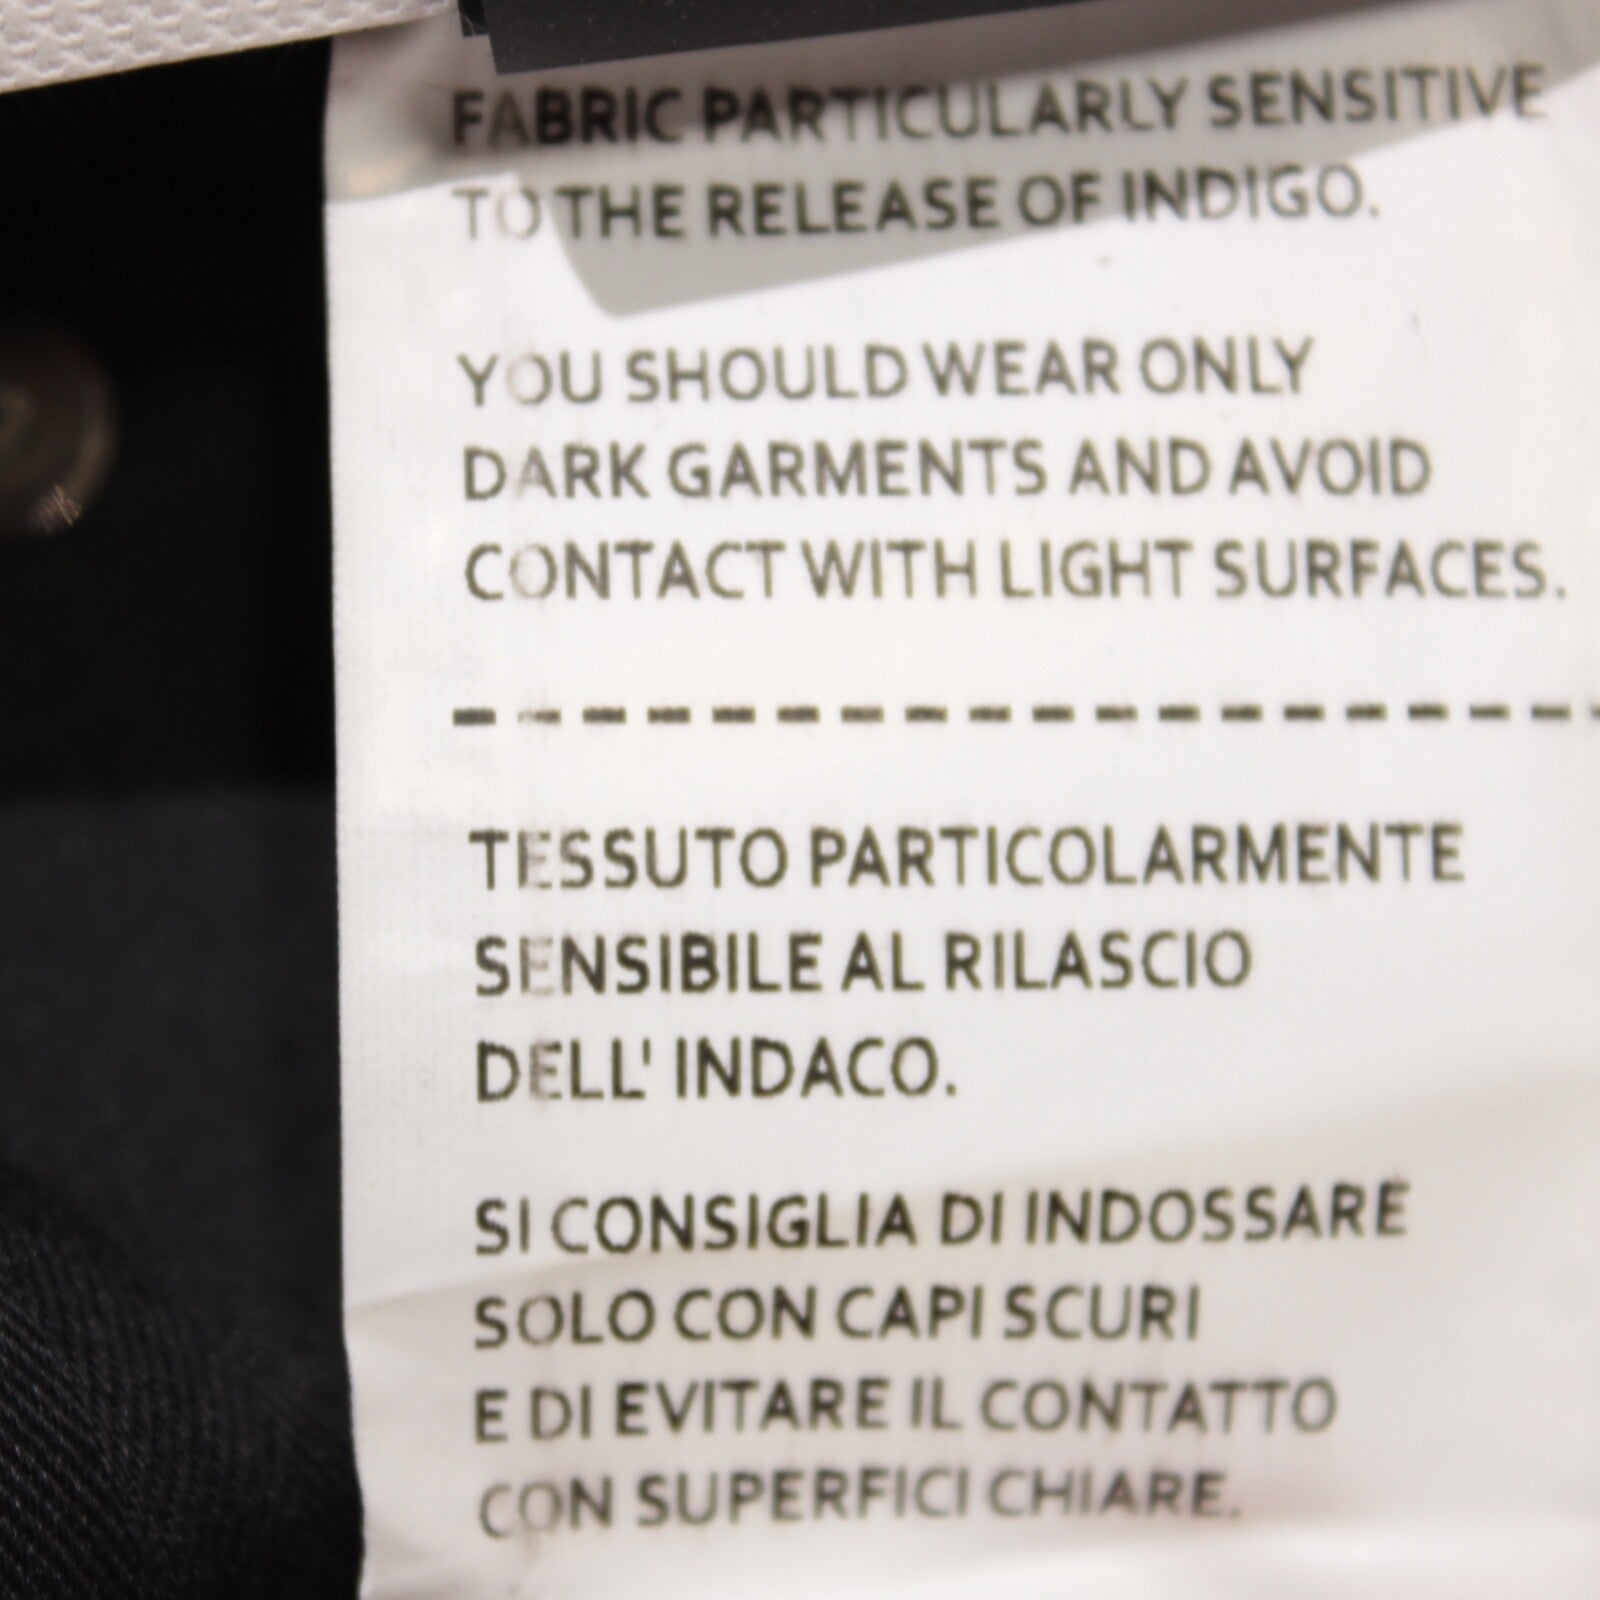 FABRIC PARTICULARLY SENSITIVE
TO THE RELEASE OF INDIGO.
YOU SHOULD WEAR ONLY
DARK GARMENTS AND AVOID
CONTACT WITH LIGHT SURFACES.
TESSUTO PARTICOLARMENTE
SENSIBILE AL RILASCIO
DELL' INDACO.
SI CONSIGLIA DI INDOSSARE
SOLO CON CAPI SCURI
E DI EVITARE IL CONTATTO
CON SUPERFICI CHIARE.